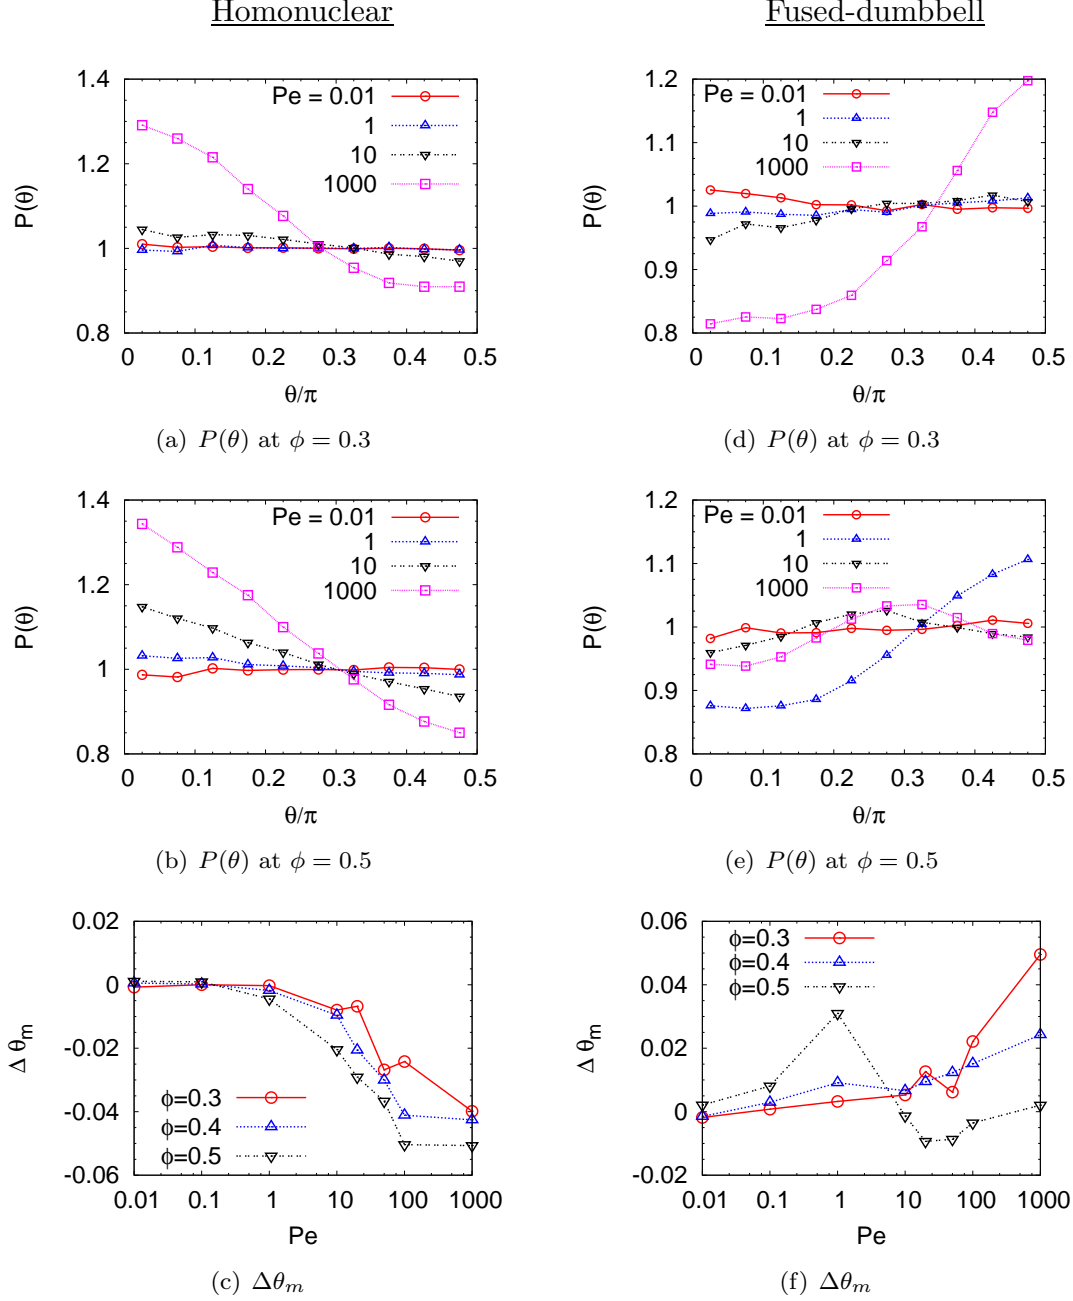 Homonuclear
Fused-dumbbell
1.4
1.2
1
0.8
P(θ)
Pe = 0.01
1
10
1000
0 0.1 0.2 0.3 0.4 0.5
θ/π
(a) P(θ) at ϕ = 0.3
1.2
1.1
1
0.9
0.8
P(θ)
Pe = 0.01
1
10
1000
0 0.1 0.2 0.3 0.4 0.5
θ/π
(d) P(θ) at ϕ = 0.3
1.4
1.2
1
0.8
P(θ)
Pe = 0.01
1
10
1000
0 0.1 0.2 0.3 0.4 0.5
θ/π
(b) P(θ) at ϕ = 0.5
1.2
1.1
1
0.9
0.8
P(θ)
Pe = 0.01
1
10
1000
0 0.1 0.2 0.3 0.4 0.5
θ/π
(e) P(θ) at ϕ = 0.5
0.02
0
-0.02
-0.04
-0.06
Δ θm
ϕ=0.3
ϕ=0.4
ϕ=0.5
0.01 0.1 1 10 100 1000
Pe
(c) Δθm
0.06
0.04
0.02
0
-0.02
Δ θm
ϕ=0.3
ϕ=0.4
ϕ=0.5
0.01 0.1 1 10 100 1000
Pe
(f) Δθm